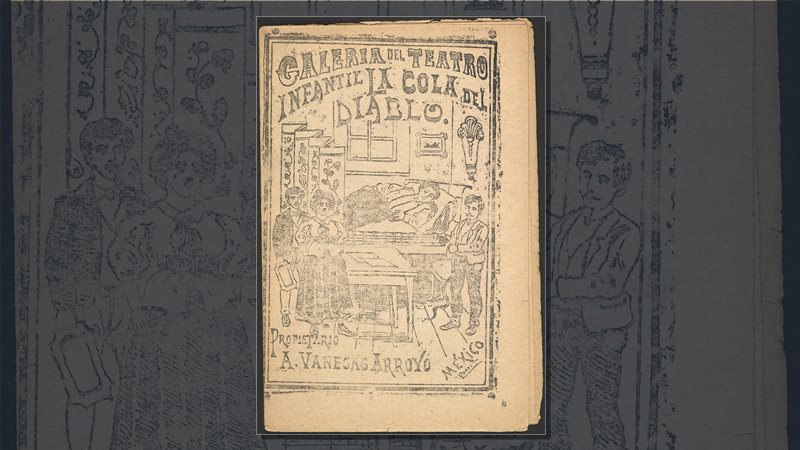 GALERIA DEL TEATRO
INFANTIL LA COLA DEL
DIABLO.
PROPIETARIO
A. VANEGAS ARROYO
MEXICO